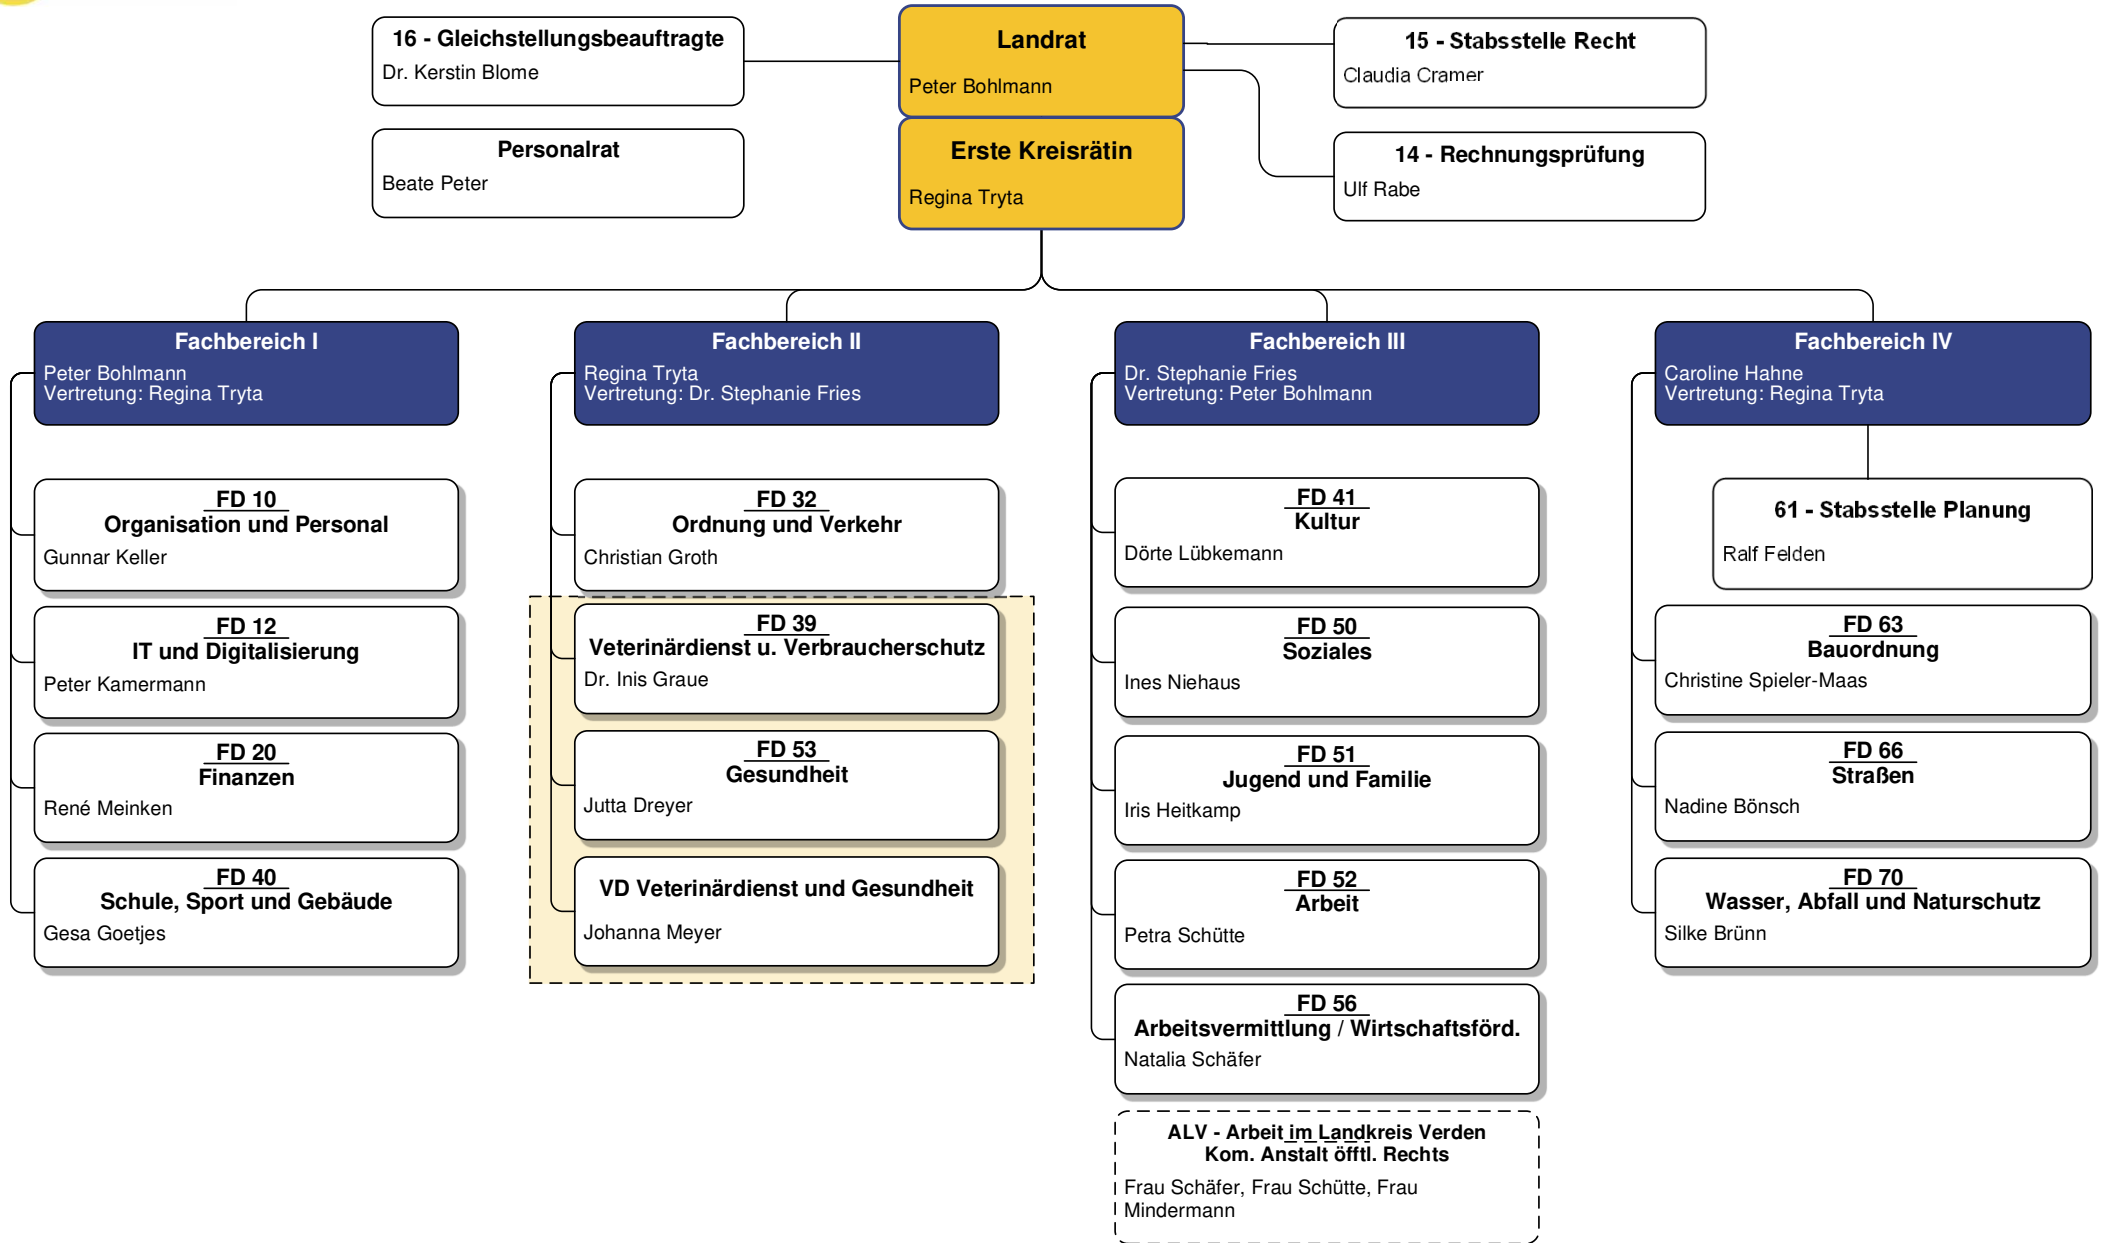 16 - Gleichstellungsbeauftragte
Dr. Kerstin Blome
Landrat
Peter Bohlmann
15 - Stabsstelle Recht
Claudia Cramer
Personalrat
Beate Peter
Erste Kreisrätin
Regina Tryta
14 - Rechnungsprüfung
Ulf Rabe
Fachbereich I
Peter Bohlmann
Vertretung: Regina Tryta
FD 10
Organisation und Personal
Gunnar Keller
FD 12
IT und Digitalisierung
Peter Kamermann
FD 20
Finanzen
René Meinken
FD 40
Schule, Sport und Gebäude
Gesa Goetjes
Fachbereich II
Regina Tryta
Vertretung: Dr. Stephanie Fries
FD 32
Ordnung und Verkehr
Christian Groth
FD 39
Veterinärdienst u. Verbraucherschutz
Dr. Inis Graue
FD 53
Gesundheit
Jutta Dreyer
VD Veterinärdienst und Gesundheit
Johanna Meyer
Fachbereich III
Dr. Stephanie Fries
Vertretung: Peter Bohlmann
FD 41
Kultur
Dörte Lübkemann
FD 50
Soziales
Ines Niehaus
FD 51
Jugend und Familie
Iris Heitkamp
FD 52
Arbeit
Petra Schütte
FD 56
Arbeitsvermittlung / Wirtschaftsförd.
Natalia Schäfer
ALV - Arbeit im Landkreis Verden
Kom. Anstalt öfftl. Rechts
Frau Schäfer, Frau Schütte, Frau
Mindermann
Fachbereich IV
Caroline Hahne
Vertretung: Regina Tryta
61 - Stabsstelle Planung
Ralf Felden
FD 63
Bauordnung
Christine Spieler-Maas
FD 66
Straßen
Nadine Bönsch
FD 70
Wasser, Abfall und Naturschutz
Silke Brünn